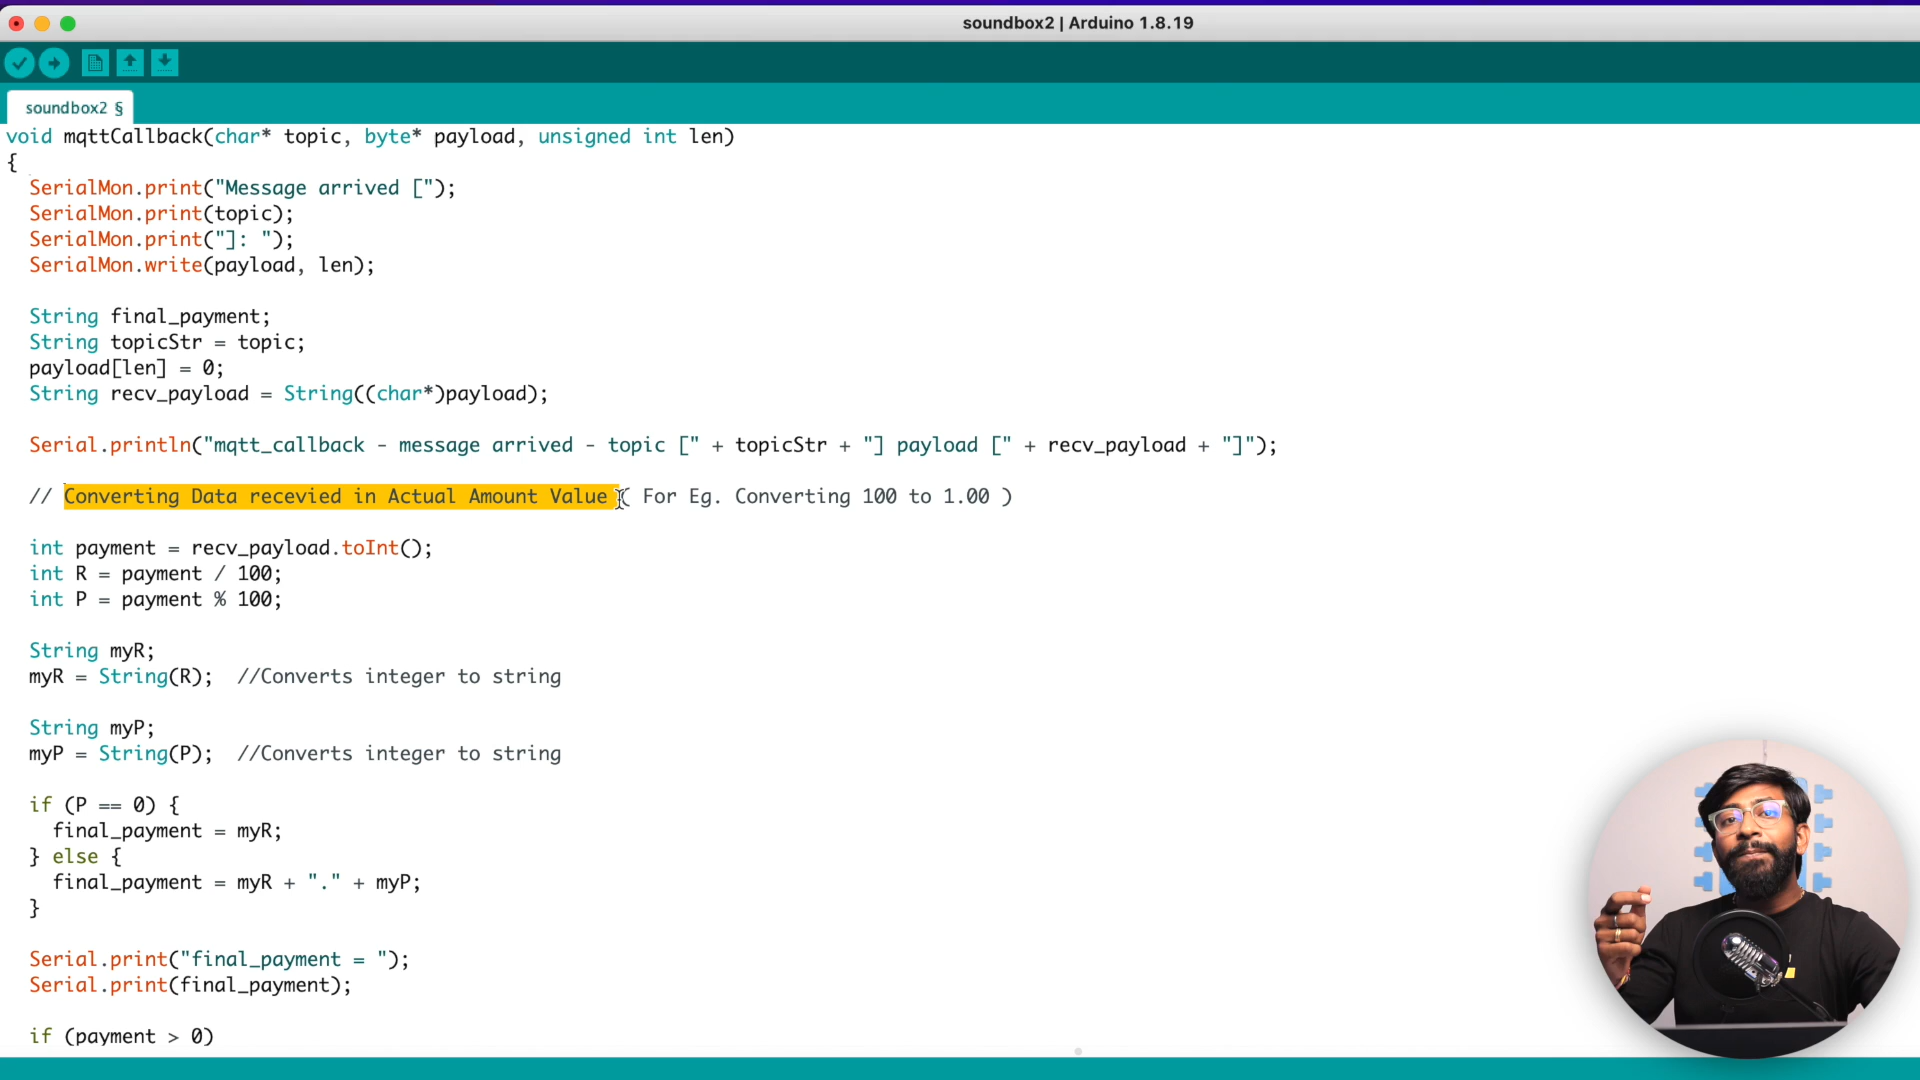 soundbox2 | Arduino 1.8.19
soundbox2 §
void mqttCallback(char* topic, byte* payload, unsigned int len)
{
SerialMon.print("Message arrived [");
SerialMon.print(topic);
SerialMon.print("]: ");
SerialMon.write(payload, len);
String final_payment;
String topicStr = topic;
payload[len] = 0;
String recv_payload = String((char*)payload);
Serial.println("mqtt_callback - message arrived - topic [" + topicStr + "] payload [" + recv_payload + "]");
// Converting Data recevied in Actual Amount Value ( For Eg. Converting 100 to 1.00 )
int payment = recv_payload.toInt();
int R = payment / 100;
int P = payment % 100;
String myR;
myR = String(R);  //Converts integer to string
String myP;
myP = String(P);  //Converts integer to string
if (P == 0) {
final_payment = myR;
} else {
final_payment = myR + "." + myP;
}
Serial.print("final_payment = ");
Serial.print(final_payment);
if (payment > 0)